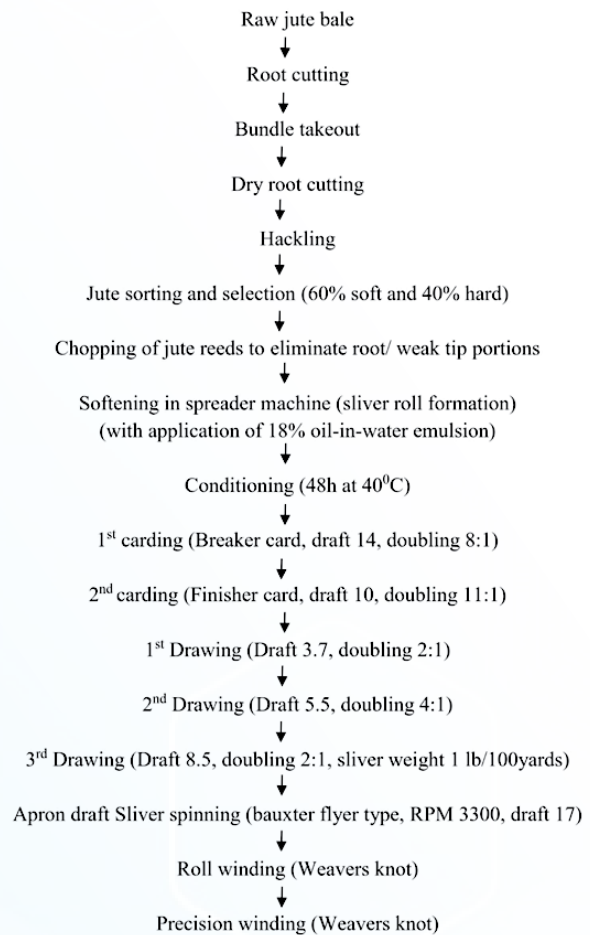 Raw jute bale
Root cutting
Bundle takeout
Dry root cutting
Hackling
Jute sorting and selection (60% soft and 40% hard)
Chopping of jute reeds to eliminate root/ weak tip portions
Softening in spreader machine (sliver roll formation)
(with application of 18% oil-in-water emulsion)
Conditioning (48h at 40⁰C)
1st carding (Breaker card, draft 14, doubling 8:1)
2nd carding (Finisher card, draft 10, doubling 11:1)
1st Drawing (Draft 3.7, doubling 2:1)
2nd Drawing (Draft 5.5, doubling 4:1)
3rd Drawing (Draft 8.5, doubling 2:1, sliver weight 1 lb/100yards)
Apron draft Sliver spinning (bauxter flyer type, RPM 3300, draft 17)
Roll winding (Weavers knot)
Precision winding (Weavers knot)